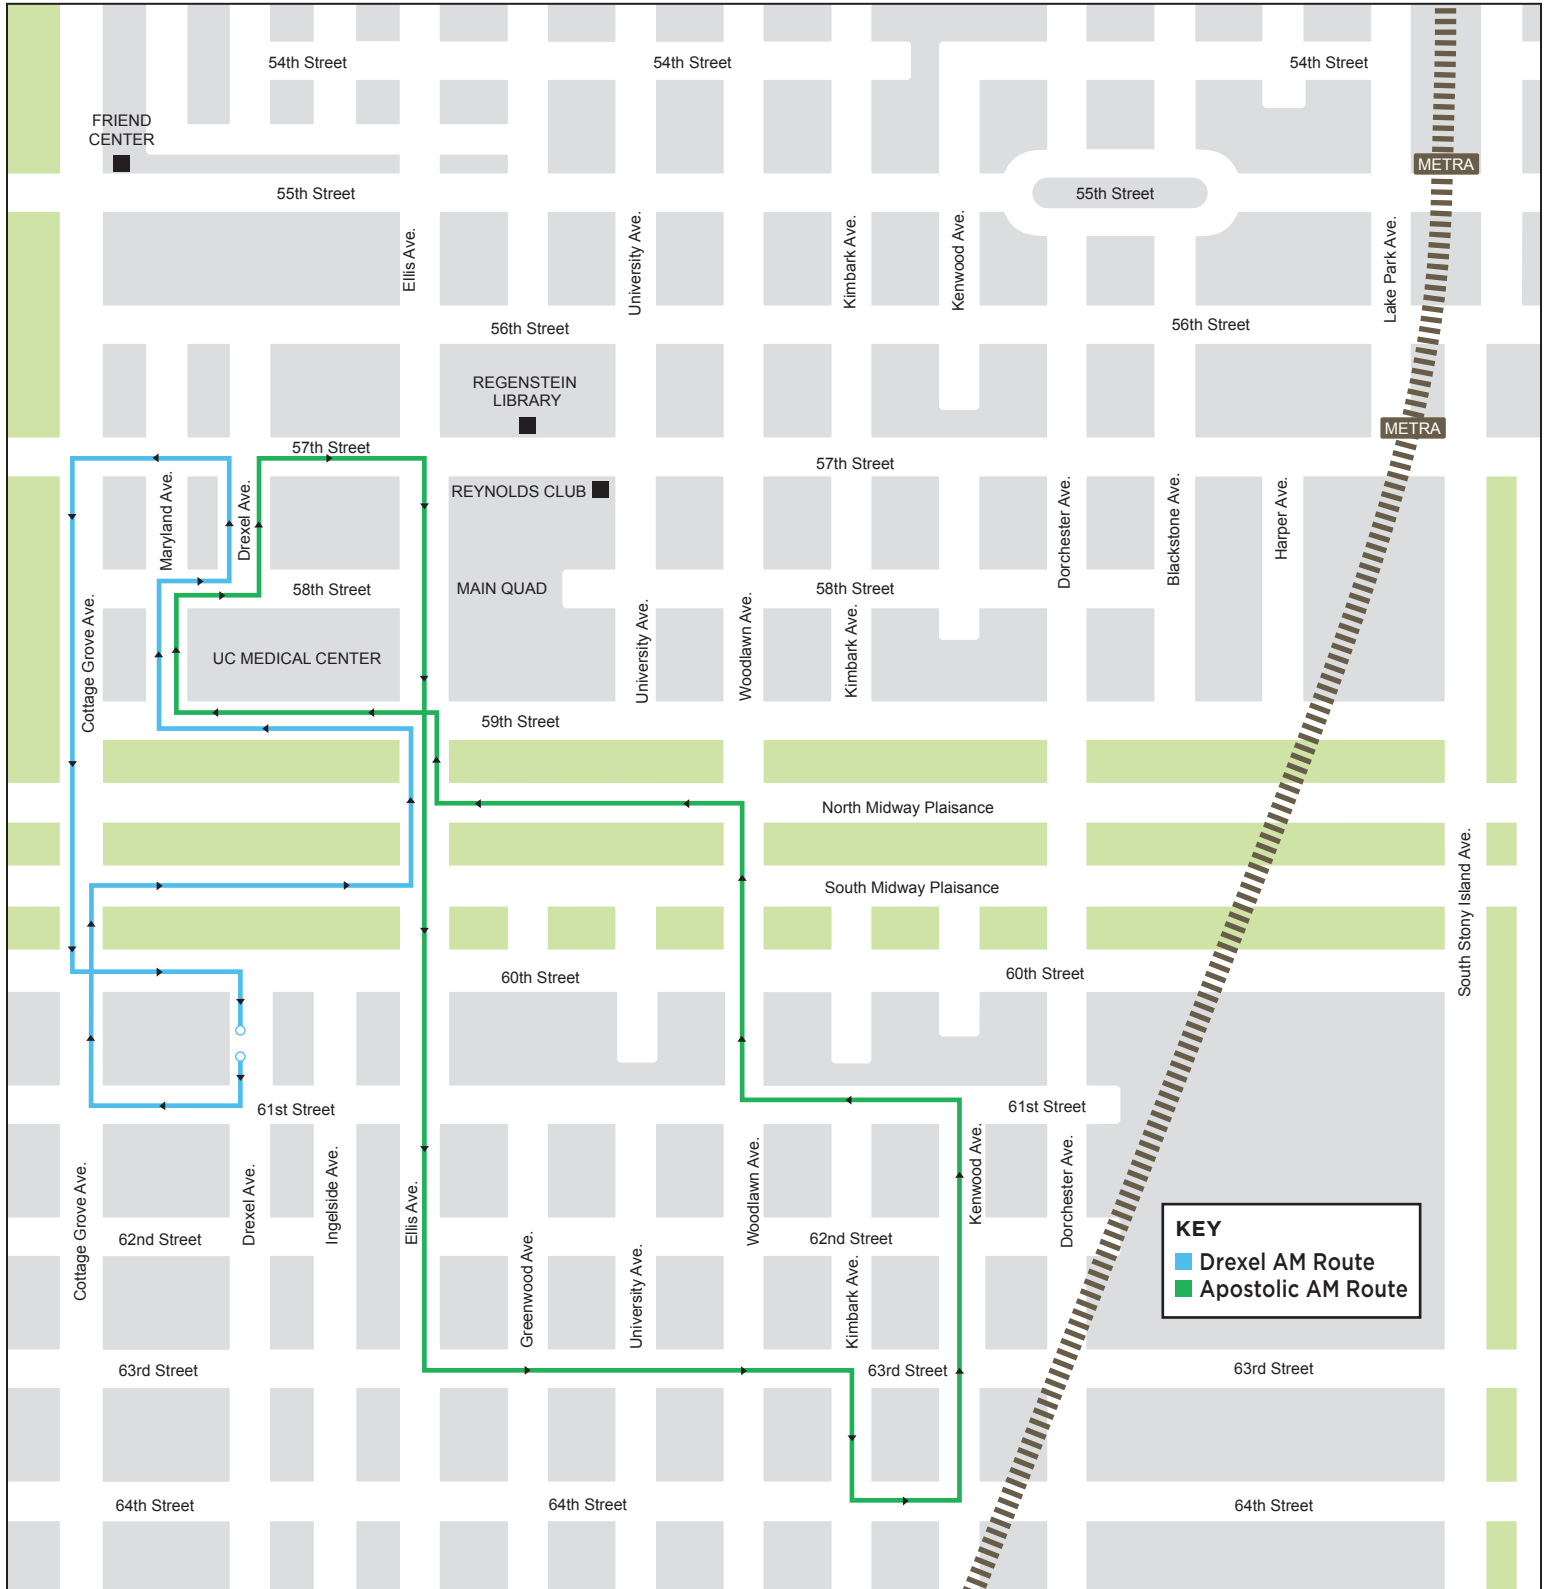 54th Street
54th Street
54th Street
FRIEND
CENTER
METRA
55th Street
55th Street
Ellis Ave.
University Ave.
Kimbark Ave.
Kenwood Ave.
Lake Park Ave.
56th Street
56th Street
REGENSTEIN
LIBRARY
METRA
57th Street
57th Street
REYNOLDS CLUB
Maryland Ave.
Drexel Ave.
Dorchester Ave.
Blackstone Ave.
Harper Ave.
58th Street
MAIN QUAD
58th Street
Cottage Grove Ave.
UC MEDICAL CENTER
University Ave.
Woodlawn Ave.
Kimbark Ave.
59th Street
North Midway Plaisance
South Midway Plaisance
South Stony Island Ave.
60th Street
60th Street
61st Street
61st Street
Cottage Grove Ave.
Drexel Ave.
Ingelside Ave.
Ellis Ave.
Woodlawn Ave.
Kenwood Ave.
Dorchester Ave.
62nd Street
62nd Street
Greenwood Ave.
University Ave.
Kimbark Ave.
KEY
Drexel AM Route
Apostolic AM Route
63rd Street
63rd Street
63rd Street
64th Street
64th Street
64th Street